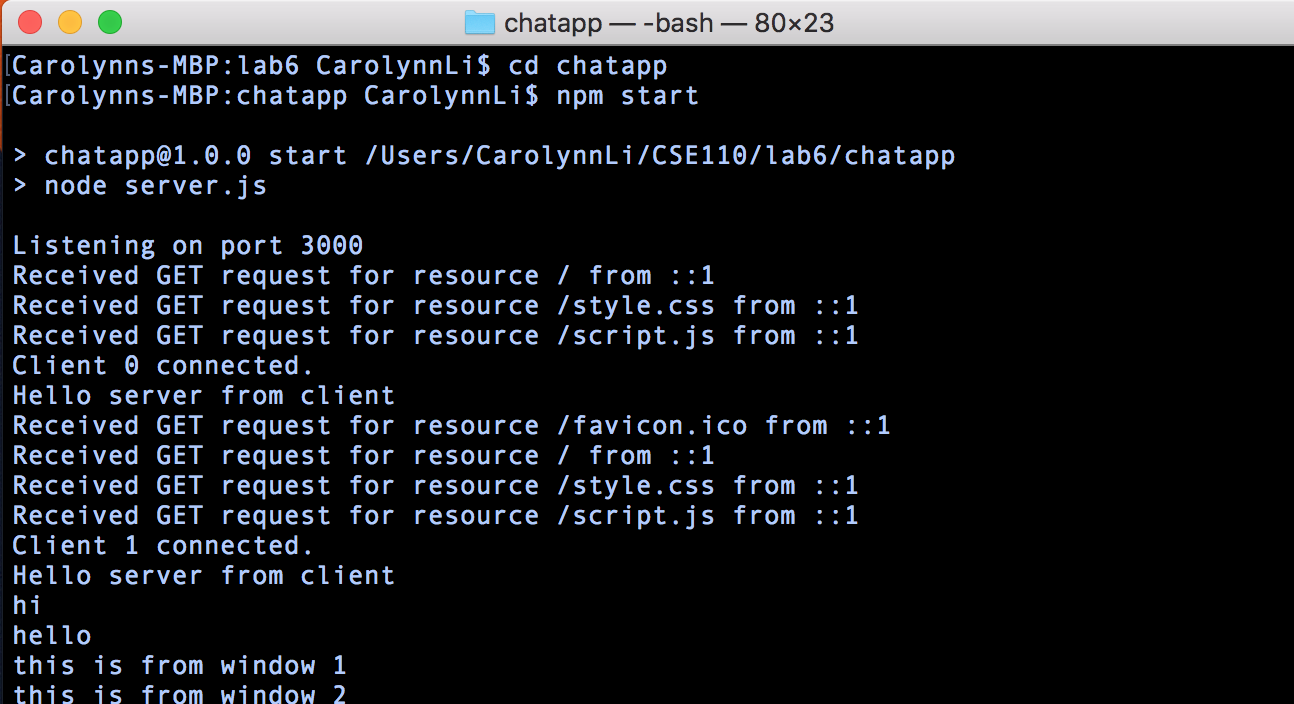 chatapp — -bash — 80×23
[Carolynns-MBP:lab6 CarolynnLi$ cd chatapp
[Carolynns-MBP:chatapp CarolynnLi$ npm start
> chatapp@1.0.0 start /Users/CarolynnLi/CSE110/lab6/chatapp
> node server.js
Listening on port 3000
Received GET request for resource / from ::1
Received GET request for resource /style.css from ::1
Received GET request for resource /script.js from ::1
Client 0 connected.
Hello server from client
Received GET request for resource /favicon.ico from ::1
Received GET request for resource / from ::1
Received GET request for resource /style.css from ::1
Received GET request for resource /script.js from ::1
Client 1 connected.
Hello server from client
hi
hello
this is from window 1
this is from window 2